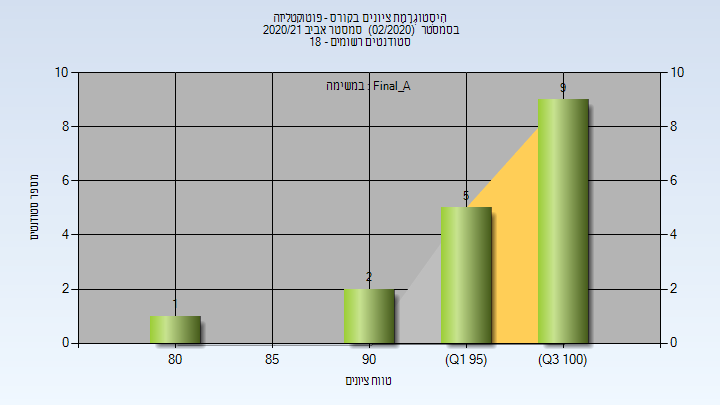 היסטוגרמת ציונים בקורס - פוטוקטליזה
בסמסטר (02/2020) סמסטר אביב 2020/21
סטודנטים רשומים - 18
במשימה : Final_A
מספר סטודנטים
10
8
6
4
2
0
10
8
6
4
2
0
1
2
5
9
80
85
90
(Q1 95)
(Q3 100)
טווח ציונים